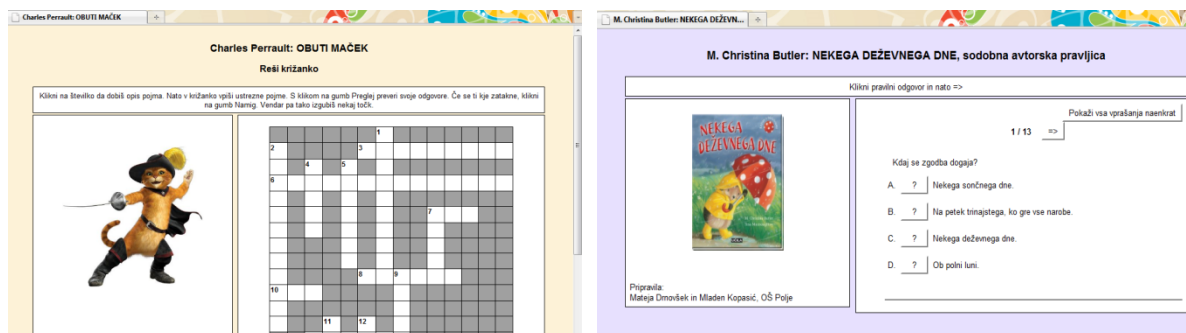 Charles Perrault: OBUTI MAČEK
Charles Perrault: OBUTI MAČEK
Reši križanko
Klikni na številko da dobiš opis pojma. Nato v križanko vpiši ustrezne pojme. S klikom na gumb Preglej preveri svoje odgovore. Če se ti kje zatakne, klikni
na gumb Namig. Vendar pa tako izgubiš nekaj točk.
1
2 3
4 5
6
7
8 9
10
11 12
M. Christina Butler: NEKEGA DEŽEVN...
M. Christina Butler: NEKEGA DEŽEVNEGA DNE, sodobna avtorska pravljica
Klikni pravilni odgovor in nato =>
NEKEGA
DEŽEVNEGA DNE
Pripravila:
Mateja Drnovšek in Mladen Kopasić, OŠ Polje
Pokaži vsa vprašanja naenkrat
1 / 13 =>
Kdaj se zgodba dogaja?
A. ? Nekega sončnega dne.
B. ? Na petek trinajstega, ko gre vse narobe.
C. ? Nekega deževnega dne.
D. ? Ob polni luni.